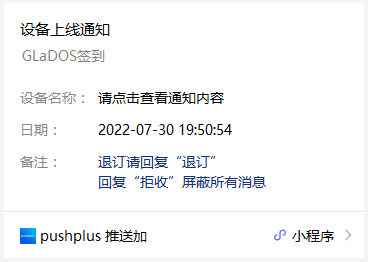 设备上线通知
GLaDOS签到
设备名称： 请点击查看通知内容
日期： 2022-07-30 19:50:54
备注： 退订请回复“退订”
回复“拒收”屏蔽所有消息
pushplus 推送加 小程序